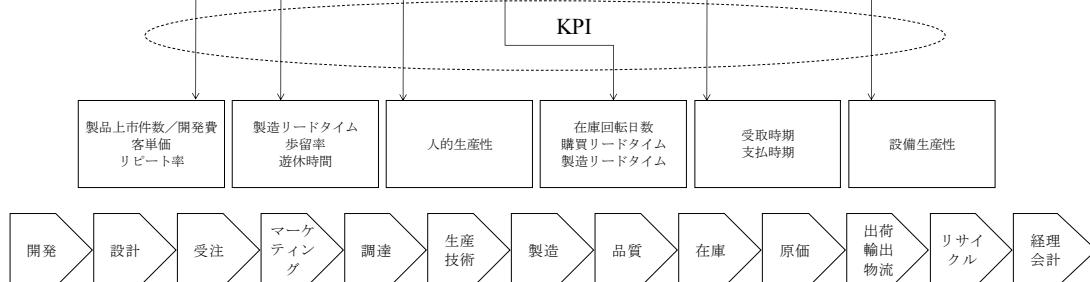 KPI
製品上市件数／開発費
客単価
リピート率
製造リードタイム
歩留率
遊休時間
人的生産性
在庫回転日数
購買リードタイム
製造リードタイム
受取時期
支払時期
設備生産性
開発
設計
受注
マーケ
ティン
グ
調達
生産
技術
製造
品質
在庫
原価
出荷
輸出
物流
リサイ
クル
経理
会計